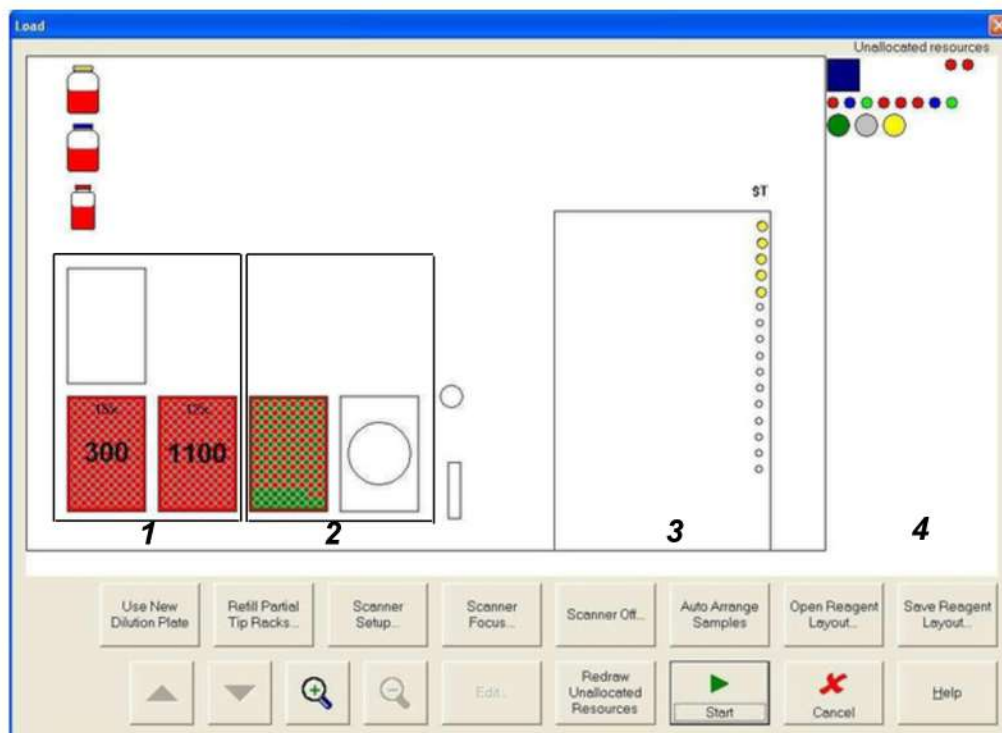 Load
Unallocated resources
ST
300
1100
1
2
3
4
Use New
Dilution Plate
Refill Partial
Tip Racks...
Scanner
Setup...
Scanner
Focus...
Scanner Off...
Auto Arrange
Samples
Open Reagent
Layout...
Save Reagent
Layout...
Edit...
Redraw
Unallocated
Resources
Start
Cancel
Help